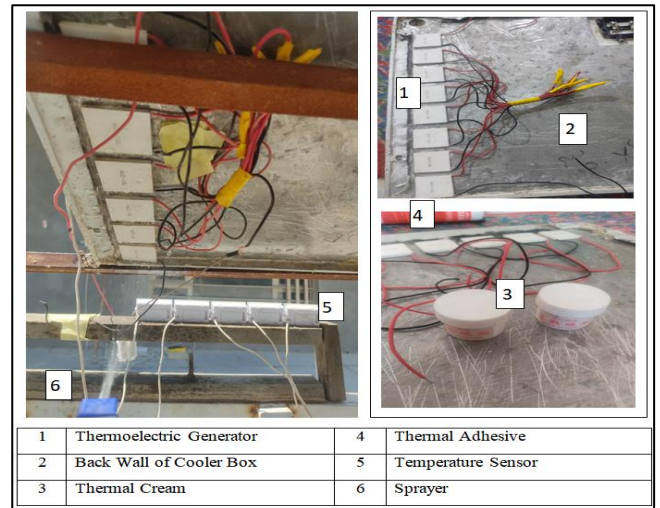 1
2
4
3
5
6
1 Thermoelectric Generator 4 Thermal Adhesive
2 Back Wall of Cooler Box 5 Temperature Sensor
3 Thermal Cream 6 Sprayer